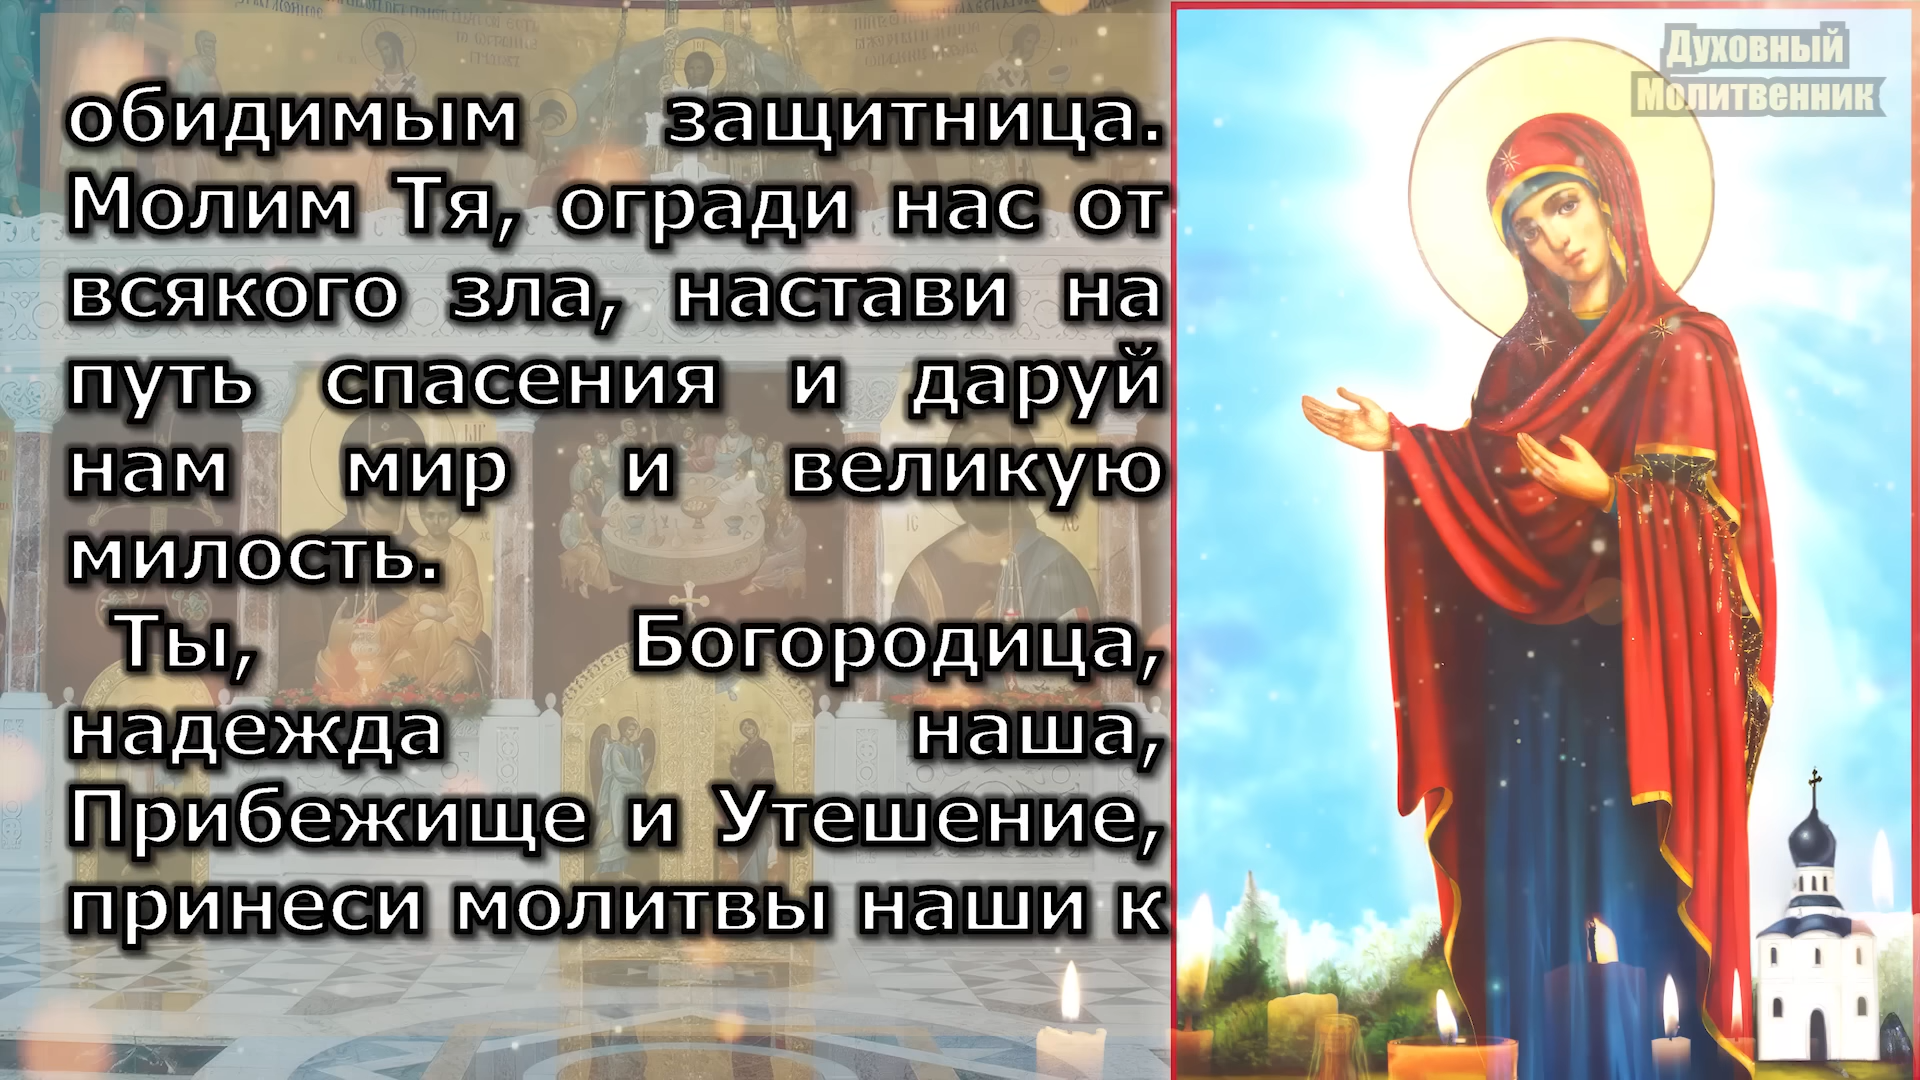 обидимым защитница.
Молим Тя, огради нас от
всякого зла, настави на
путь спасения и даруй
нам мир и великую
милость.
Ты, Богородица,
надежда наша,
Прибежище и Утешение,
принеси молитвы наши к
Духовный
Молитвенник